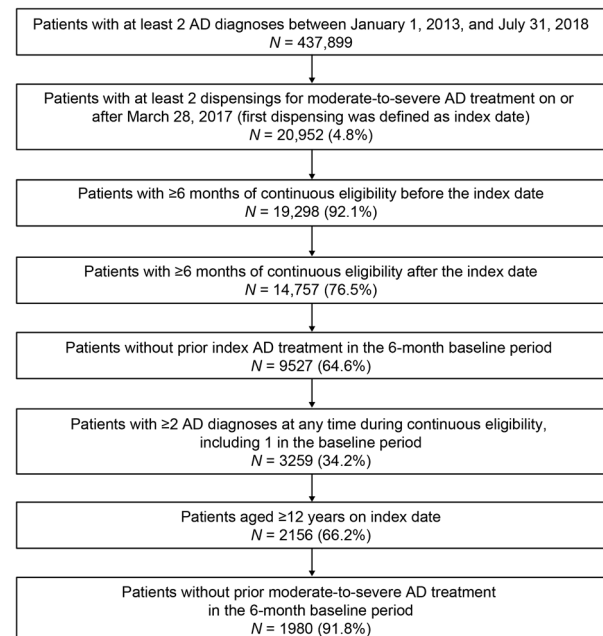 Patients with at least 2 AD diagnoses between January 1, 2013, and July 31, 2018
N = 437,899
Patients with at least 2 dispensings for moderate-to-severe AD treatment on or
after March 28, 2017 (first dispensing was defined as index date)
N = 20,952 (4.8%)
Patients with ≥6 months of continuous eligibility before the index date
N = 19,298 (92.1%)
Patients with ≥6 months of continuous eligibility after the index date
N = 14,757 (76.5%)
Patients without prior index AD treatment in the 6-month baseline period
N = 9527 (64.6%)
Patients with ≥2 AD diagnoses at any time during continuous eligibility,
including 1 in the baseline period
N = 3259 (34.2%)
Patients aged ≥12 years on index date
N = 2156 (66.2%)
Patients without prior moderate-to-severe AD treatment
in the 6-month baseline period
N = 1980 (91.8%)